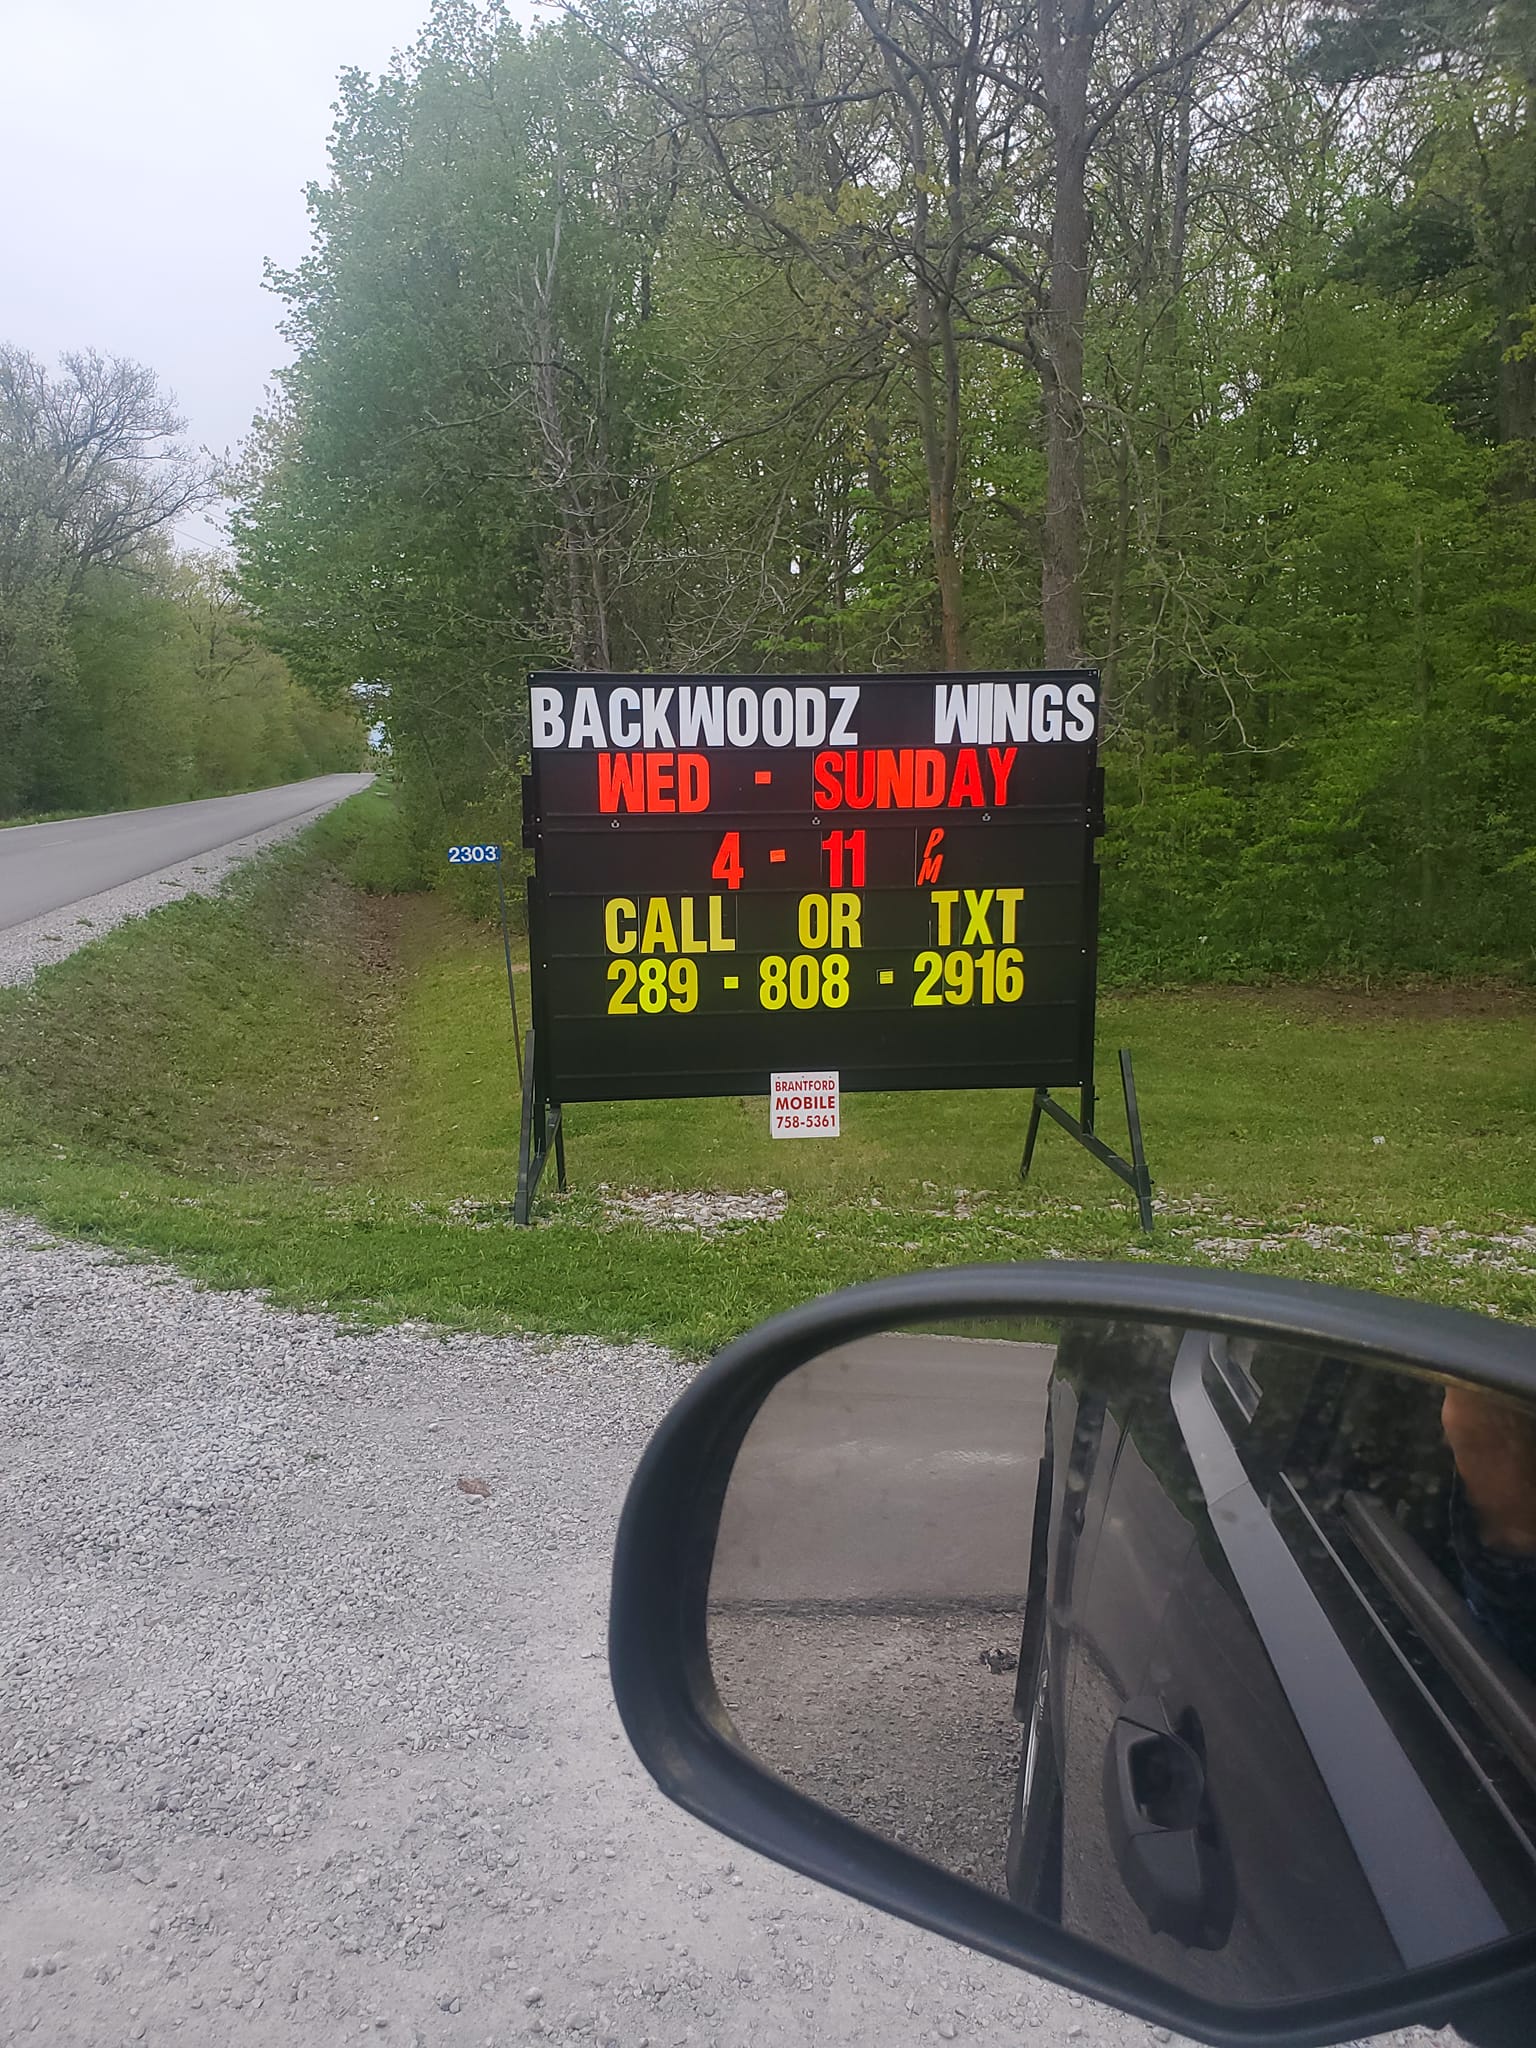 BACKWOODZ WINGS
WED - SUNDAY
4 - 11 PM
2303
CALL OR TXT
289 - 808 - 2916
BRANTFORD
MOBILE
758-5361